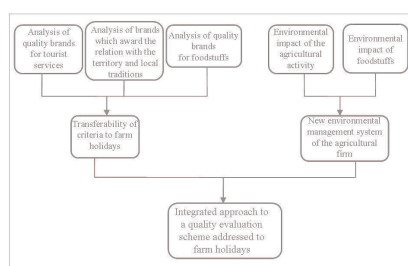 Analysis of
quality brands
for tourist
services
Analysis of brands
which award the
relation with the
territory and local
traditions
Analysis of quality
brands
for foodstuffs
Environmental
impact of the
agricultural
activity
Environmental
impact of
foodstuffs
Transferability of
criteria to farm
holidays
New environmental
management system
of the agricultural
firm
Integrated approach to
a quality evaluation
scheme addressed to
farm holidays